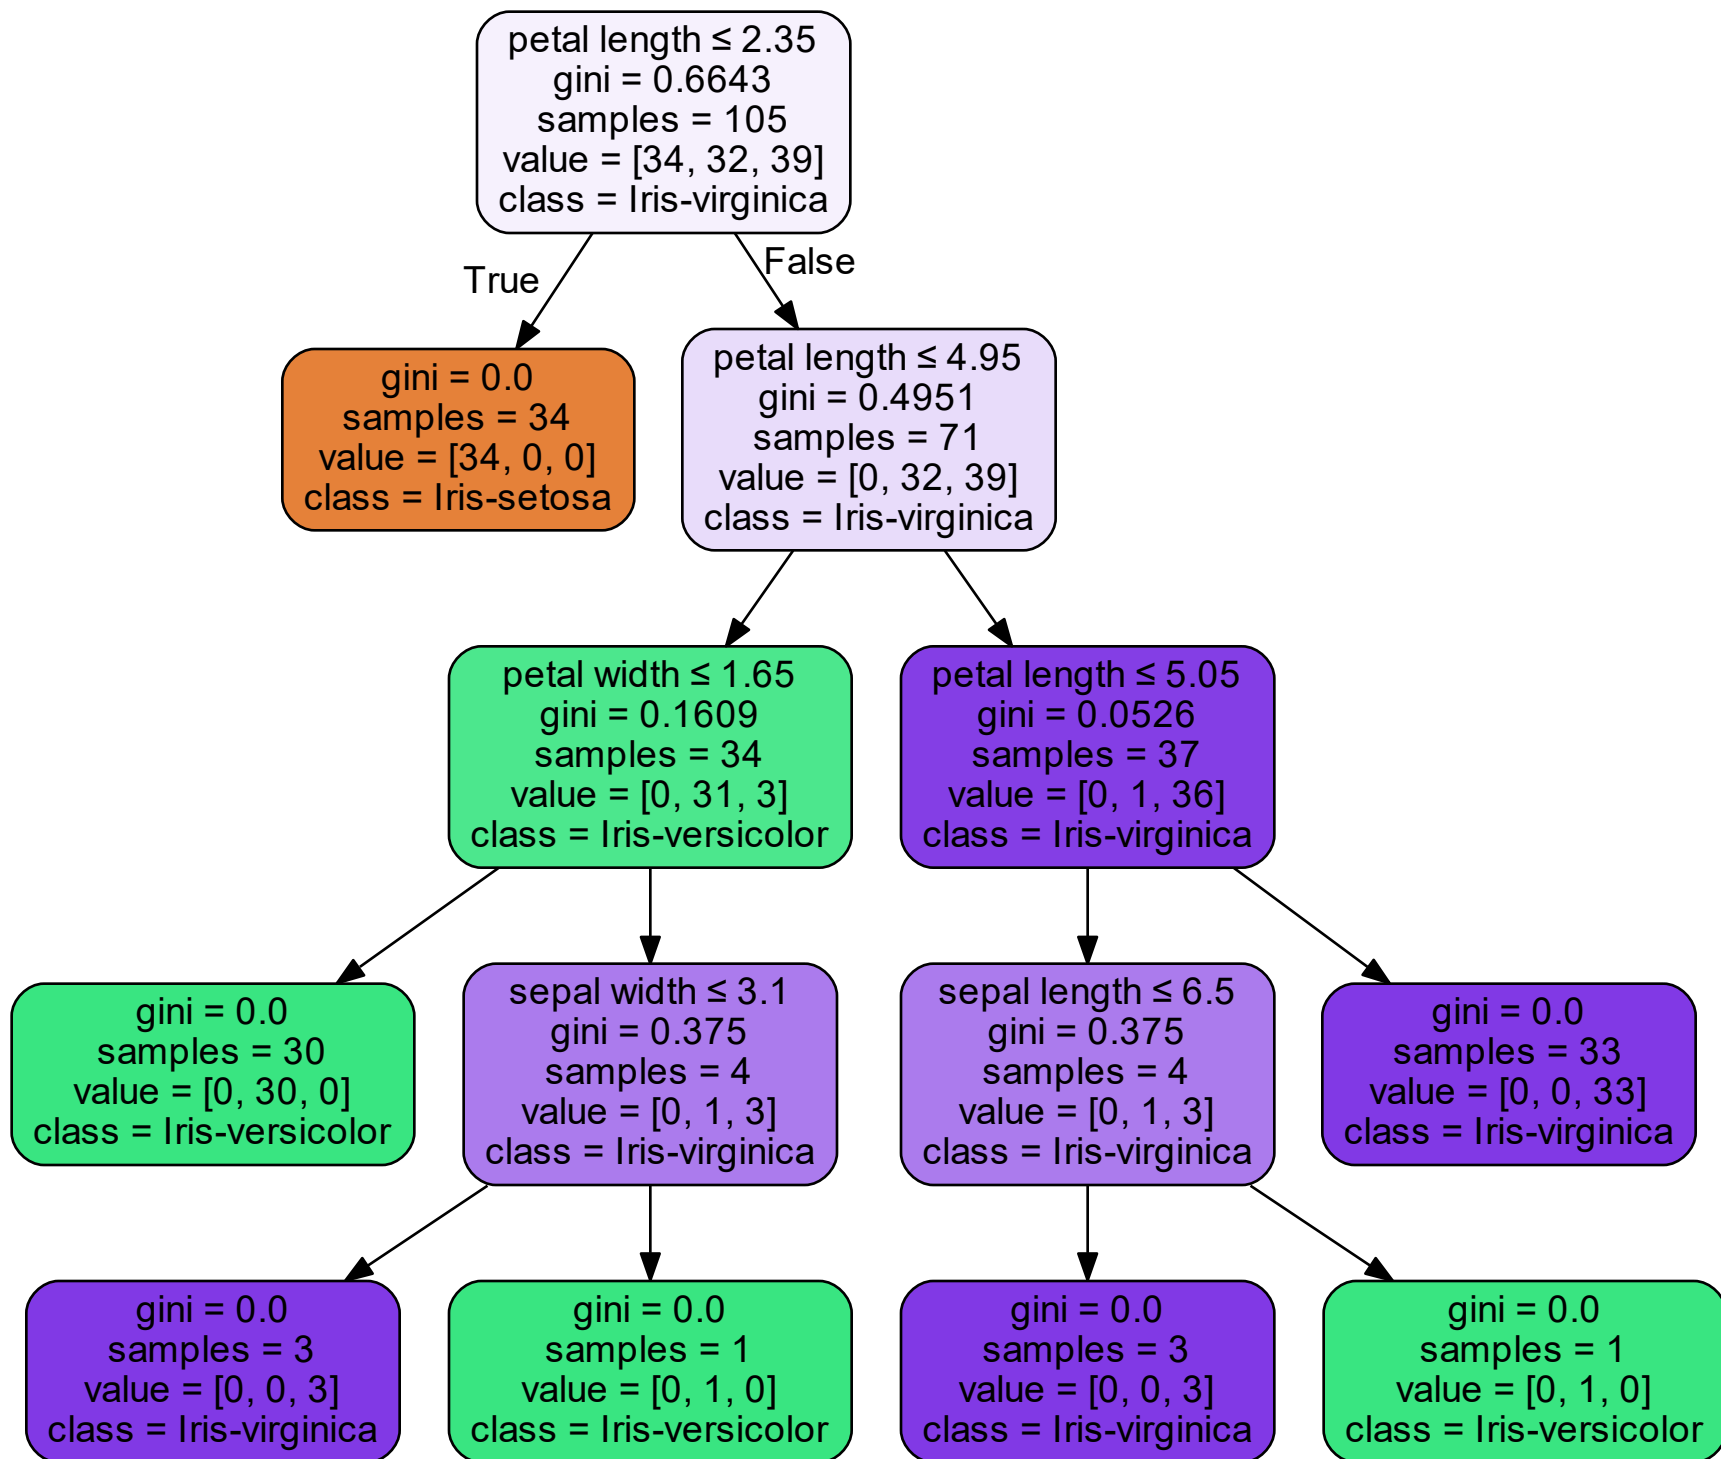 petal length ≤ 2.35
gini = 0.6643
samples = 105
value = [34, 32, 39]
class = Iris-virginica
True
False
gini = 0.0
samples = 34
value = [34, 0, 0]
class = Iris-setosa
petal length ≤ 4.95
gini = 0.4951
samples = 71
value = [0, 32, 39]
class = Iris-virginica
petal width ≤ 1.65
gini = 0.1609
samples = 34
value = [0, 31, 3]
class = Iris-versicolor
petal length ≤ 5.05
gini = 0.0526
samples = 37
value = [0, 1, 36]
class = Iris-virginica
gini = 0.0
samples = 30
value = [0, 30, 0]
class = Iris-versicolor
sepal width ≤ 3.1
gini = 0.375
samples = 4
value = [0, 1, 3]
class = Iris-virginica
sepal length ≤ 6.5
gini = 0.375
samples = 4
value = [0, 1, 3]
class = Iris-virginica
gini = 0.0
samples = 33
value = [0, 0, 33]
class = Iris-virginica
gini = 0.0
samples = 3
value = [0, 0, 3]
class = Iris-virginica
gini = 0.0
samples = 1
value = [0, 1, 0]
class = Iris-versicolor
gini = 0.0
samples = 3
value = [0, 0, 3]
class = Iris-virginica
gini = 0.0
samples = 1
value = [0, 1, 0]
class = Iris-versicolor